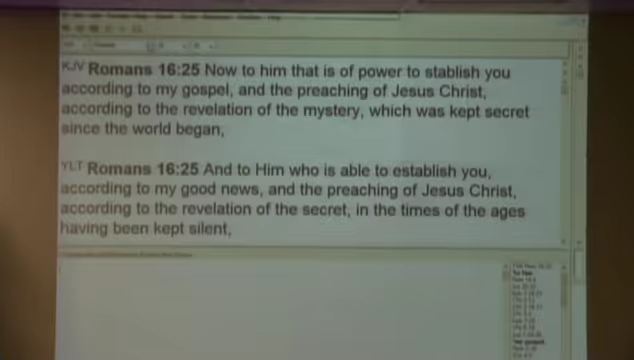 KJV Romans 16:25 Now to him that is of power to stablish you
according to my gospel, and the preaching of Jesus Christ,
according to the revelation of the mystery, which was kept secret
since the world began,
YLT Romans 16:25 And to Him who is able to establish you,
according to my good news, and the preaching of Jesus Christ,
according to the revelation of the secret, in the times of the ages
having been kept silent,